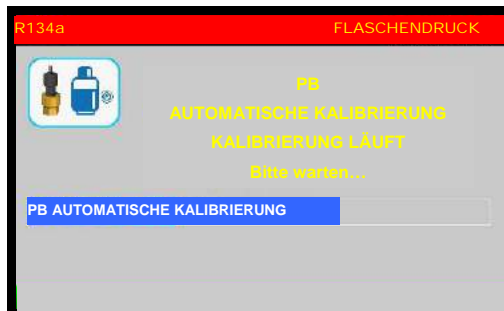 R134a FLASCHENDRUCK
PB
AUTOMATISCHE KALIBRIERUNG
KALIBRIERUNG LÄUFT
Bitte warten...
PB AUTOMATISCHE KALIBRIERUNG